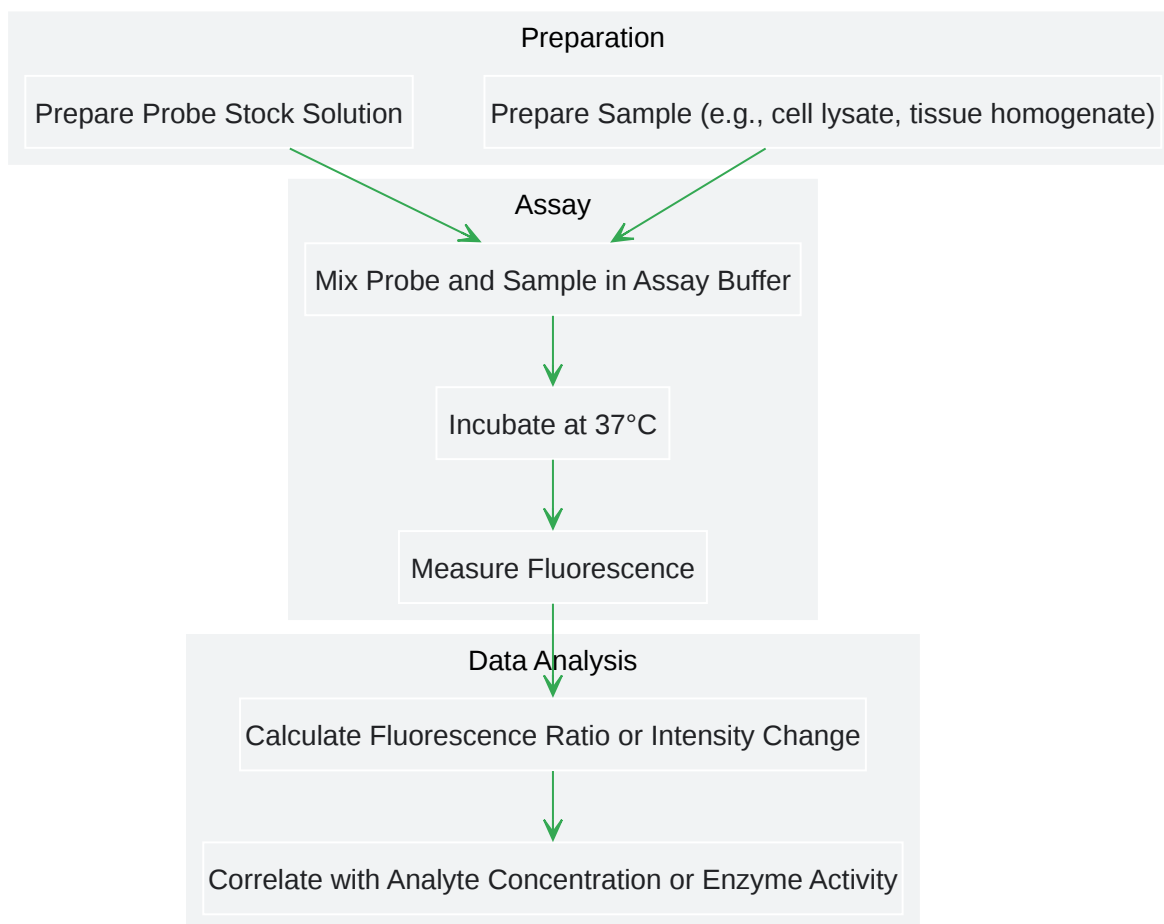 Preparation
Prepare Probe Stock Solution
Prepare Sample (e.g., cell lysate, tissue homogenate)
Assay
Mix Probe and Sample in Assay Buffer
Incubate at 37°C
Measure Fluorescence
Data Analysis
Calculate Fluorescence Ratio or Intensity Change
Correlate with Analyte Concentration or Enzyme Activity